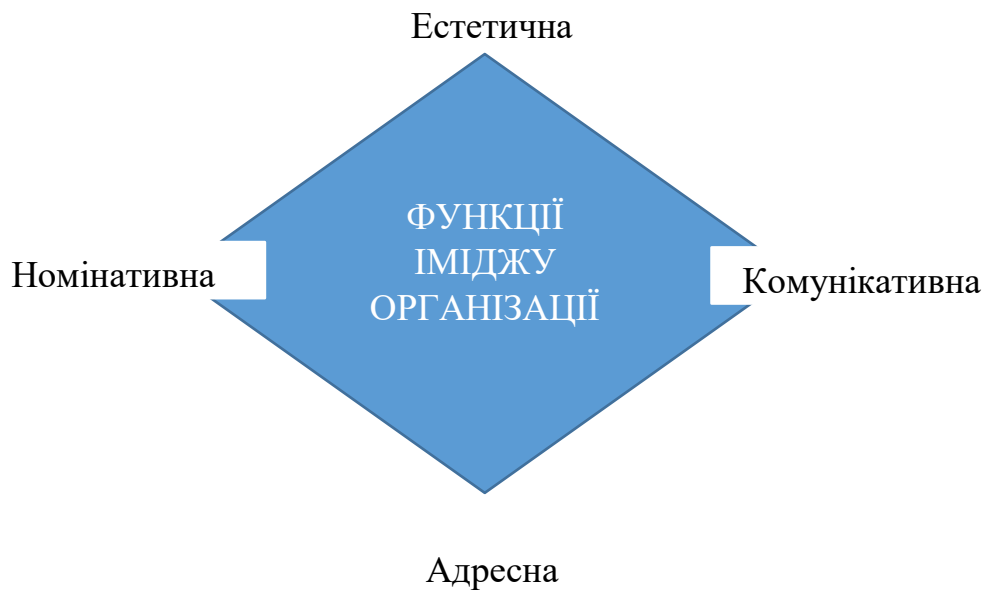 Естетична
ФУНКЦІЇ
ІМІДЖУ
ОРГАНІЗАЦІЇ
Номінативна
Комунікативна
Адресна